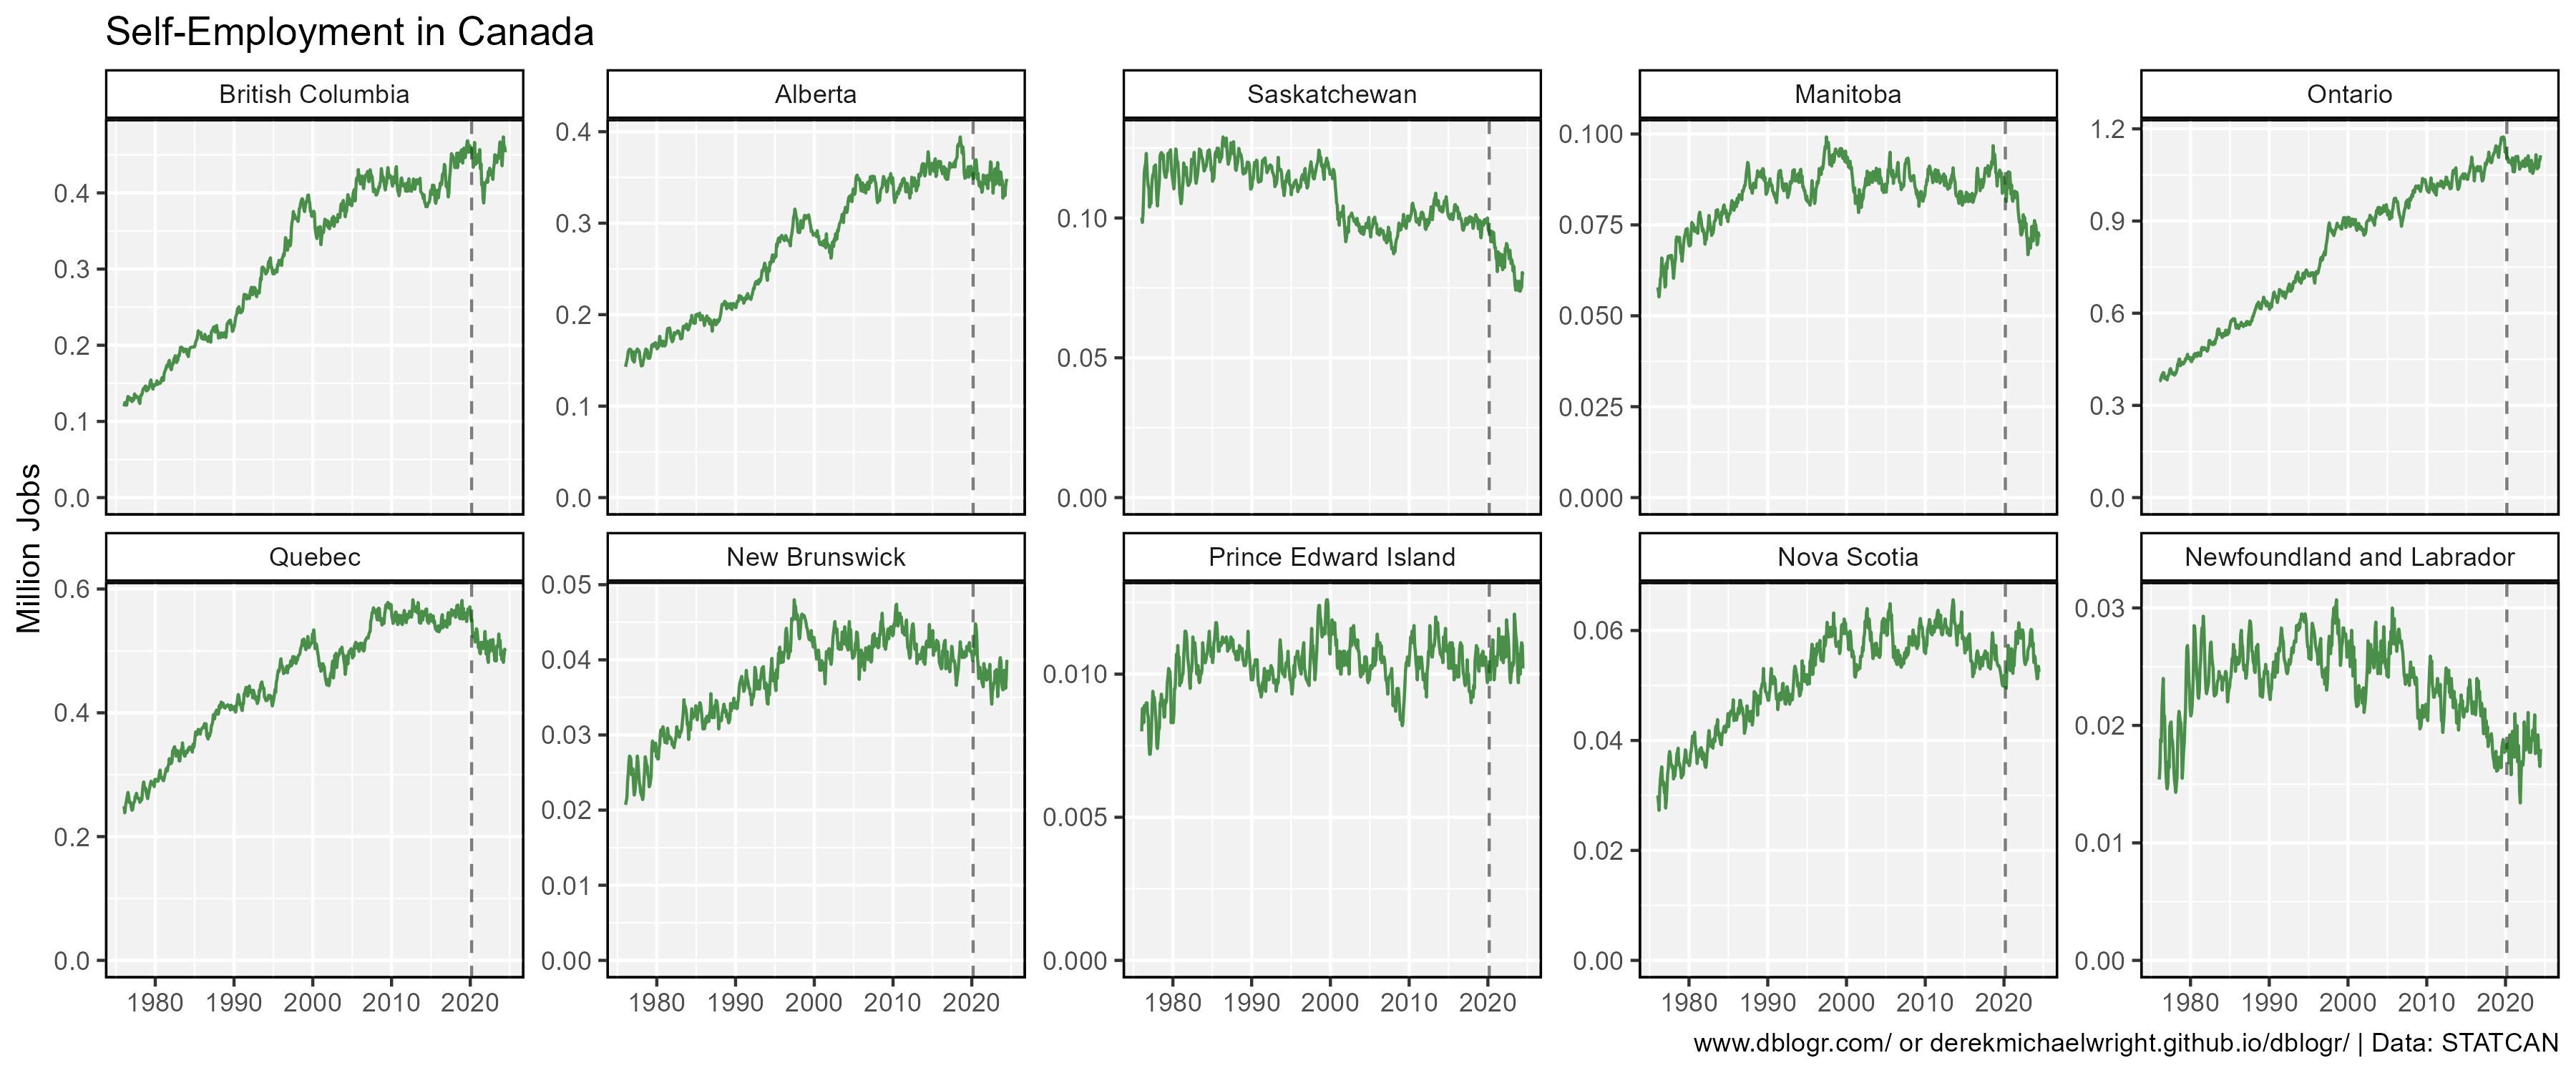 Self-Employment in Canada
Million Jobs
British Columbia
0.4
0.3
0.2
0.1
0.0
Alberta
0.4
0.3
0.2
0.1
0.0
Saskatchewan
0.10
0.05
0.00
Manitoba
0.100
0.075
0.050
0.025
0.000
Ontario
1.2
0.9
0.6
0.3
0.0
Quebec
0.6
0.4
0.2
0.0
1980 1990 2000 2010 2020
New Brunswick
0.05
0.04
0.03
0.02
0.01
0.00
1980 1990 2000 2010 2020
Prince Edward Island
0.010
0.005
0.000
1980 1990 2000 2010 2020
Nova Scotia
0.06
0.04
0.02
0.00
1980 1990 2000 2010 2020
Newfoundland and Labrador
0.03
0.02
0.01
0.00
1980 1990 2000 2010 2020
www.dblogr.com/ or derekmichaelwright.github.io/dblogr/ | Data: STATCAN